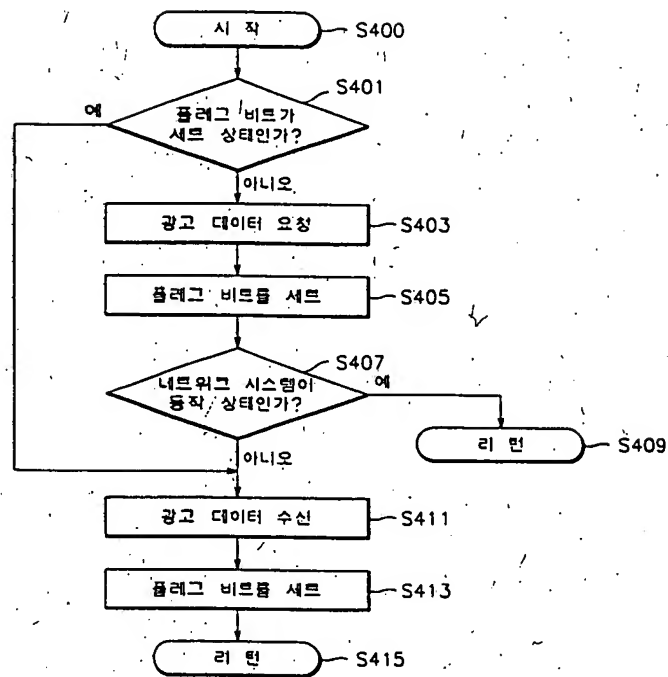 시 작
S400
S401
예
플레그 비트가
세트 상태인가?
아니오
광고 데이터 요청
S403
플레그 비트를 세트
S405
S407
네트워크 시스템이
동작 상태인가?
예
리 턴
S409
아니오
광고 데이터 수신
S411
플레그 비트를 세트
S413
리 턴
S415